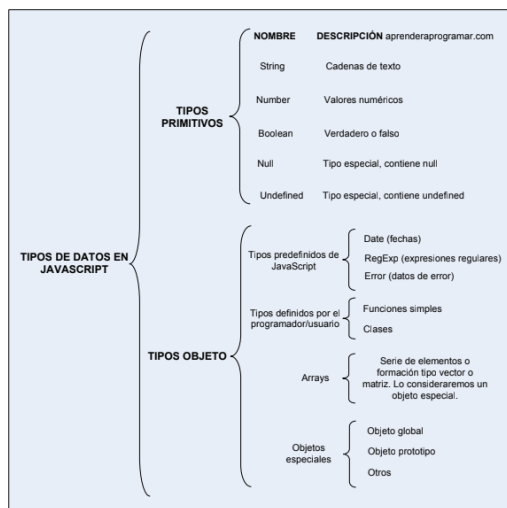 NOMBRE DESCRIPCIÓN aprenderaprogramar.com
String Cadenas de texto
Number Valores numéricos
TIPOS
PRIMITIVOS
Boolean Verdadero o falso
Null Tipo especial, contiene null
Undefined Tipo especial, contiene undefined
TIPOS DE DATOS EN
JAVASCRIPT
TIPOS OBJETO
Tipos predefinidos de
JavaScript
Date (fechas)
RegExp (expresiones regulares)
Error (datos de error)
Tipos definidos por el
programador/usuario
Funciones simples
Clases
Arrays
Serie de elementos o
formación tipo vector o
matriz. Lo consideraremos un
objeto especial.
Objetos
especiales
Objeto global
Objeto prototipo
Otros